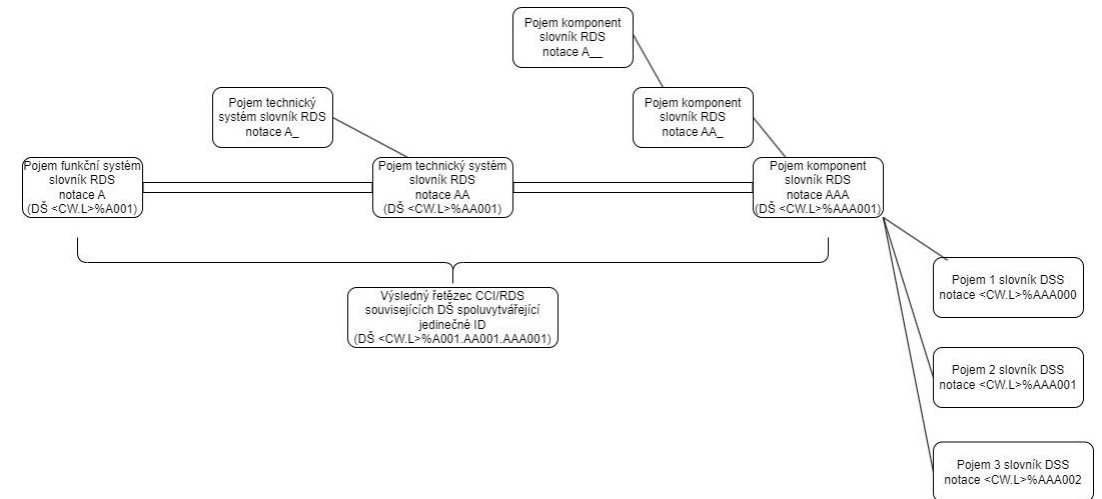 Pojem komponent
slovník RDS
notace A__
Pojem technický
systém slovník RDS
notace A_
Pojem komponent
slovník RDS
notace AA_
Pojem funkční systém
slovník RDS
notace A
(DŠ <CW.L>%A001)
Pojem technický systém
slovník RDS
notace AA
(DŠ <CW.L>%AA001)
Pojem komponent
slovník RDS
notace AAA
(DŠ <CW.L>%AAA001)
Výsledný řetězec CCI/RDS
souvisejících DŠ spoluvytvářející
jedinečné ID
(DŠ <CW.L>%A001.AA001.AAA001)
Pojem 1 slovník DSS
notace <CW.L>%AAA000
Pojem 2 slovník DSS
notace <CW.L>%AAA001
Pojem 3 slovník DSS
notace <CW.L>%AAA002